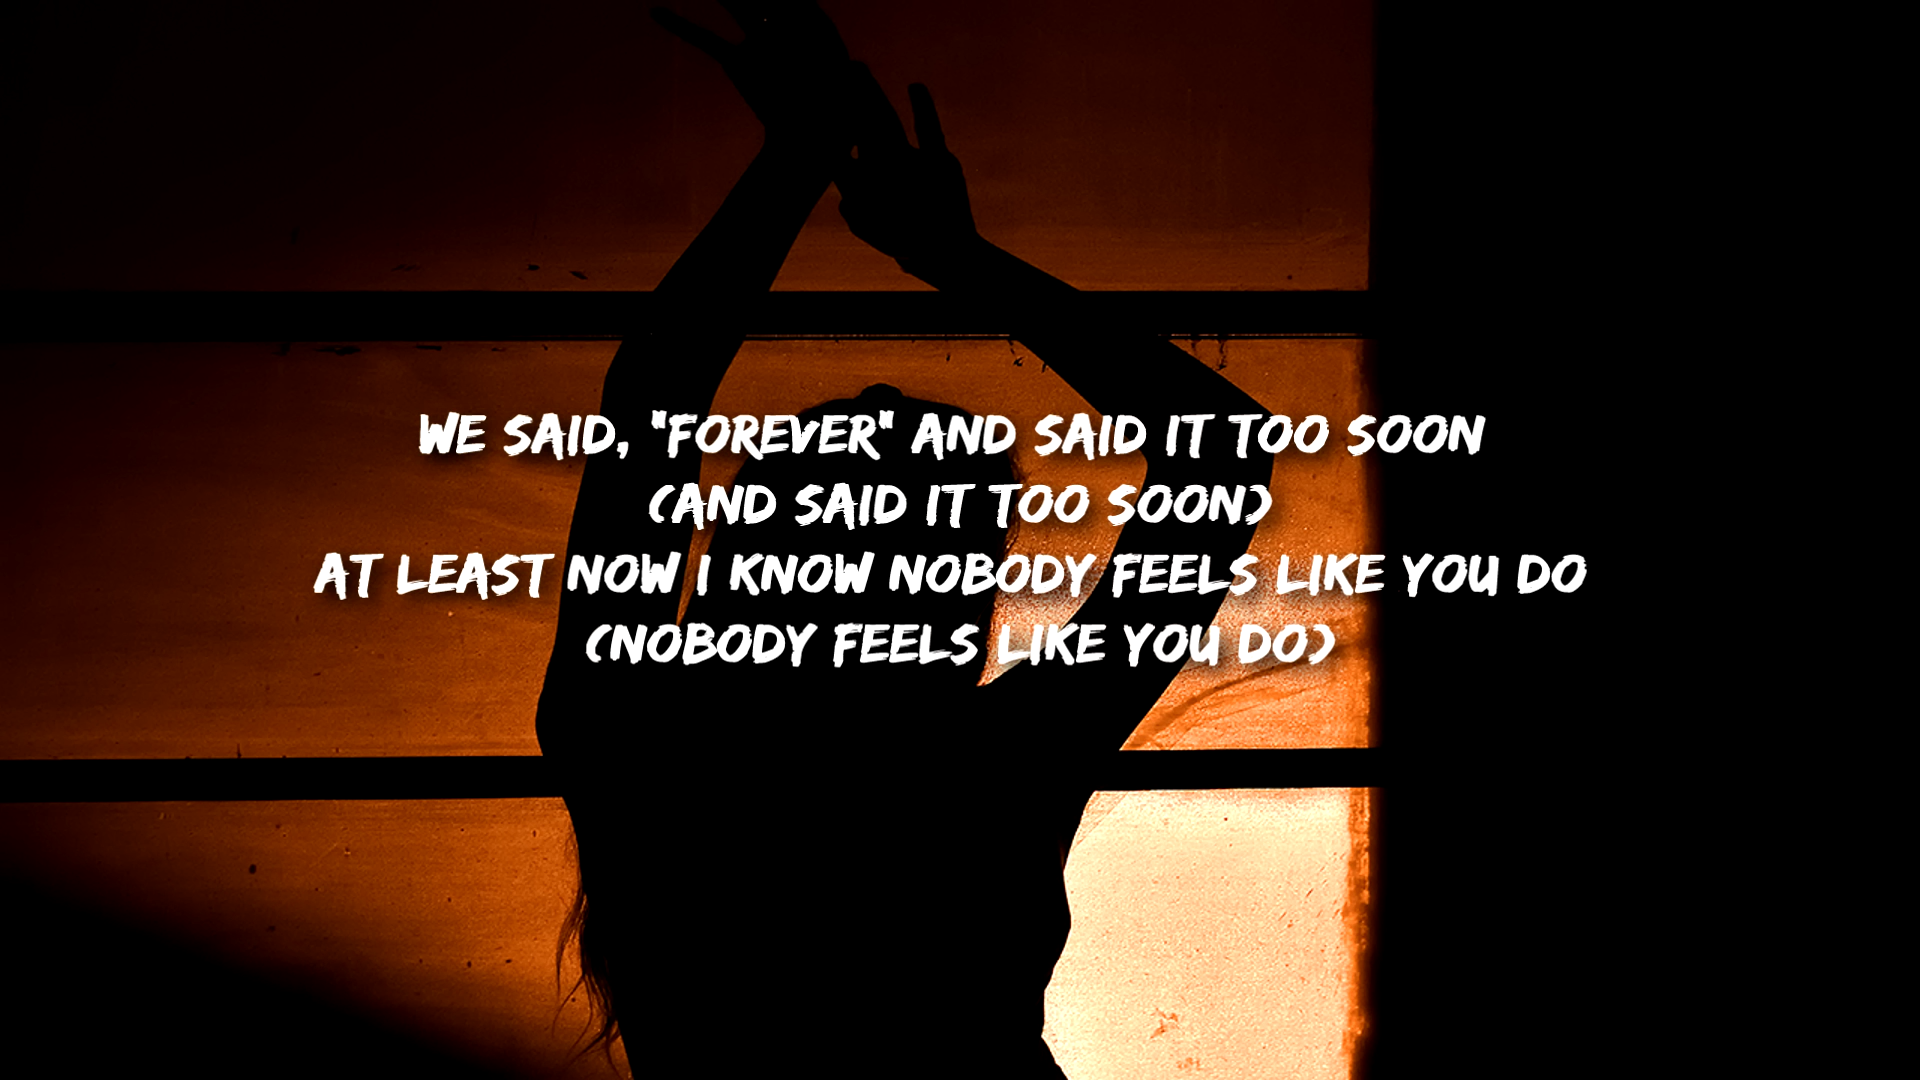 WE SAID, "FOREVER" AND SAID IT TOO SOON
(AND SAID IT TOO SOON)
AT LEAST NOW I KNOW NOBODY FEELS LIKE YOU DO
(NOBODY FEELS LIKE YOU DO)